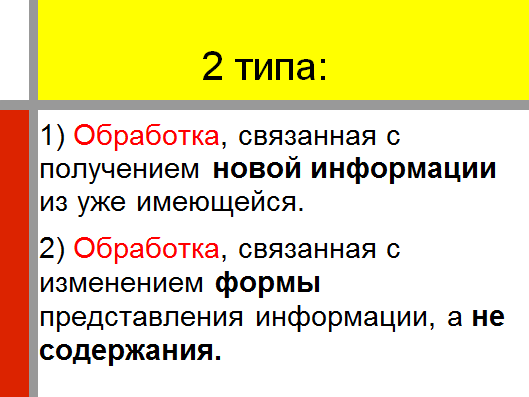 2 типа:
1) Обработка, связанная с
получением новой информации
из уже имеющейся.
2) Обработка, связанная с
изменением формы
представления информации, а не
содержания.